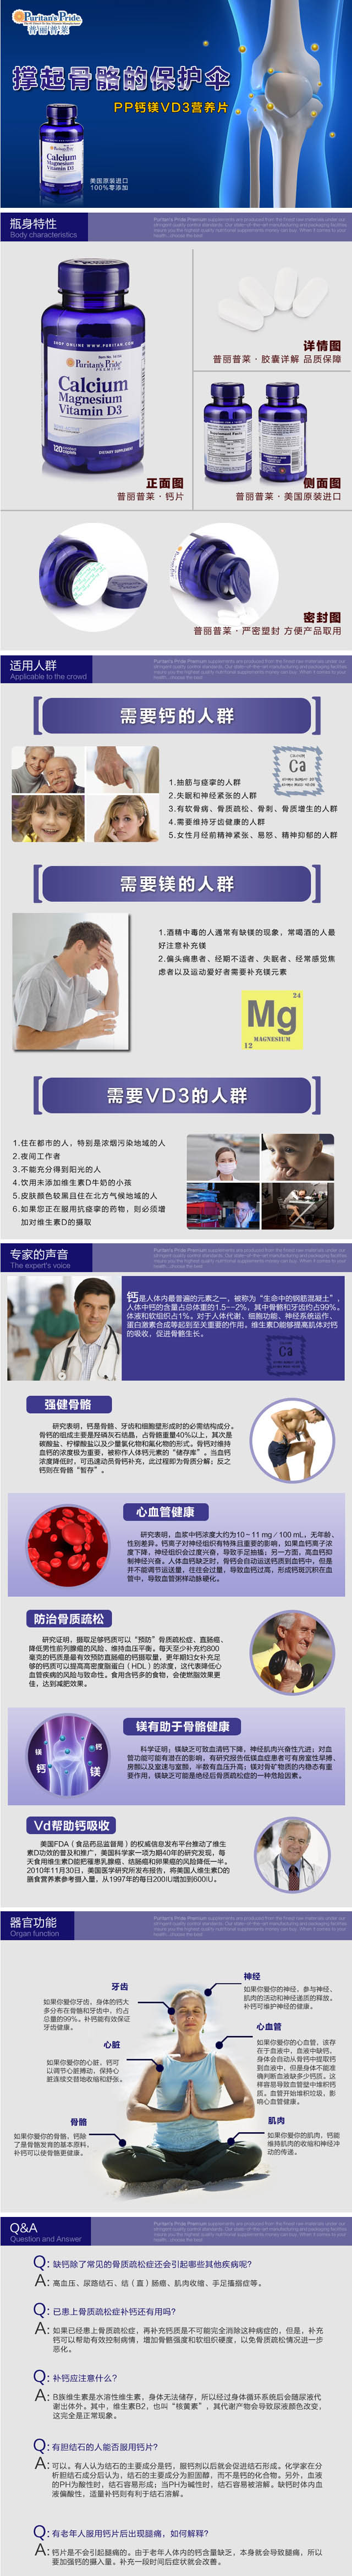 Puritan's Pride
普丽普莱
撑起骨骼的保护伞
PP钙镁VD3营养片
Puritan's Pride
Calcium
Magnesium
Vitamin D3
美国原装进口
100%零添加
瓶身特性
Body characteristics
SHOP ONLINE WWW.PURITAN.COM
Puritan's Pride
PREMIUM
Calcium
Magnesium
Vitamin D3
120
DIETARY SUPPLEMENT
正面图
普丽普莱·钙片
详情图
普丽普莱·胶囊详解 品质保障
侧面图
普丽普莱·美国原装进口
密封图
普丽普莱·严密塑封 方便产品取用
适用人群
Applicable to the crowd
需要钙的人群
Ca
1.抽筋与痉挛的人群
2.失眠和神经紧张的人群
3.有软骨病、骨质疏松、骨刺、骨质增生的人群
4.需要维持牙齿健康的人群
5.女性月经前精神紧张、易怒、精神抑郁的人群
需要镁的人群
1.酒精中毒的人通常有缺镁的现象，常喝酒的人最
好注意补充镁
2.偏头痛患者、经期不适者、失眠者、经常感觉焦
虑者以及运动爱好者需要补充镁元素
24
Mg
MAGNESIUM
12
需要VD3的人群
1.住在都市的人，特别是浓烟污染地域的人
2.夜间工作者
3.不能充分得到阳光的人
4.饮用未添加维生素D牛奶的小孩
5.皮肤颜色较黑且住在北方气候地域的人
6.如果您正在服用抗痉挛的药物，则必须增
加对维生素D的摄取
专家的声音
The expert's voice
钙是人体内最普遍的元素之一，被称为“生命中的钢筋混凝土”，
人体中钙的含量占总体重的1.5--2%，其中骨骼和牙齿约占99%。
体液和软组织占1%。对于人体代谢、细胞功能、神经系统运作、
蛋白激素合成等起到至关重要的作用。维生素D能够提高肌体对钙
的吸收，促进骨骼生长。
Ca
强健骨骼
研究表明，钙是骨骼、牙齿和细胞壁形成时的必需结构成分。
骨钙的组成主要是羟磷灰石结晶，占骨骼重量40%以上，其次是
碳酸盐、柠檬酸盐以及少量氯化物和氟化物的形式。骨钙对维持
血钙的浓度极为重要，被称作人体钙元素的“储存库”。当血钙
浓度降低时，可迅速动员骨钙补充，此过程即为骨质分解；反之
钙则在骨骼“暂存”。
心血管健康
研究表明，血浆中钙浓度大约为10~11 mg／100 mL，无年龄、
性别差异。钙离子对神经组织有特殊且重要的影响，如果血钙离子浓
度下降，神经组织会过度兴奋，导致手足抽搐；另一方面，高血钙抑
制神经兴奋。人体血钙缺乏时，骨钙会自动运送钙质到血钙中，但是
并不能调节运送量，往往会过量，导致血钙过高，形成钙斑沉积在血
管中，导致血管粥样动脉硬化。
防治骨质疏松
研究证明，摄取足够钙质可以“预防”骨质疏松症、直肠癌、
降低男性前列腺癌的风险，维持血压平衡。每天至少补充约800
毫克的钙质是最有效预防直肠癌的钙摄取量，更年期妇女补充足
够的钙质可以提高高密度脂蛋白（HDL）的浓度，这代表降低心
血管疾病的风险与致命性。食用含钙多的食物，会使燃脂效果更
佳，达到减肥效果。
镁
钙
钙
镁
镁有助于骨骼健康
科学证明：镁缺乏可致血清钙下降，神经肌肉兴奋性亢进；对血
管功能可能有潜在的影响，有研究报告低镁血症患者可有房室性早搏、
房颤以及室速与室颤，半数有血压升高；镁对骨矿物质的内稳态有重
要作用，镁缺乏可能是绝经后骨质疏松症的一种危险因素。
Vd帮助钙吸收
美国FDA（食品药品监督局）的权威信息发布平台推动了维生
素D功效的普及和推广，美国科学家一项为期40年的研究发现，每
天食用维生素D能把罹患乳腺癌、结肠癌和卵巢癌的风险降低一半。
2010年11月30日，美国医学研究所发布报告，将美国人维生素D的
膳食营养素参考摄入量，从1997年的每日200IU增加到600IU。
器官功能
Organ function
牙齿
如果你爱你牙齿，身体的钙大
多分布在骨骼和牙齿中，约占
总量的99%。补钙能有效保证
牙齿健康。
神经
如果你爱你的神经，参与神经、
肌肉的活动和神经递质的释放。
补钙可维护神经的健康。
心脏
如果你爱你的心脏，钙可
以调节心脏搏动，保持心
脏连续交替地收缩和舒张。
心血管
如果你爱你的心血管，该存
在于血液中，血液中缺钙，
身体会自动从骨钙中提取钙
到血液中，但是身体不能准
确判断血液缺多少钙质。这
样容易导致血管壁中堆积钙
质。血管开始堆积垃圾，影
响心血管健康。
骨骼
如果你爱你的骨骼，钙除
了是骨骼发育的基本原料，
补钙可以使骨骼更健康。
肌肉
如果你爱你的肌肉，钙能
维持肌肉的收缩和神经冲
动的传递。
Q&A
Question and Answer
Q: 缺钙除了常见的骨质疏松症还会引起哪些其他疾病呢?
A: 高血压、尿路结石、结（直）肠癌、肌肉收缩、手足搐搦症等。
Q: 已患上骨质疏松症补钙还有用吗?
A: 如果已经患上骨质疏松症，再补充钙质是不可能完全消除这种病症的，但是，补充
钙可以帮助有效控制病情，增加骨骼强度和软组织硬度，以免骨质疏松情况进一步
恶化。
Q: 补钙应注意什么?
A: B族维生素是水溶性维生素，身体无法储存，所以经过身体循环系统后会随尿液代
谢出体外。其中，维生素B2，也叫“核黄素”，其代谢产物会导致尿液颜色改变，
这完全是正常现象。
Q: 有胆结石的人能否服用钙片?
A: 可以。有人认为结石的主要成分是钙，服钙剂以后就会促进结石形成。化学家在分
析胆结石成分后认为，结石的主要成分为胆固醇，而不是钙的化合物。另外，血液
的PH为酸性时，结石容易形成；当PH为碱性时，结石容易被溶解。缺钙时体内血
液偏酸性，适量补钙则有利于结石溶解。
Q: 有老年人服用钙片后出现腿痛，如何解释?
A: 钙片是不会引起腿痛的。由于老年人体内的钙含量缺乏，本身就会导致腿痛，所以
要加强钙的摄入量。补充一段时间后症状就会改善。